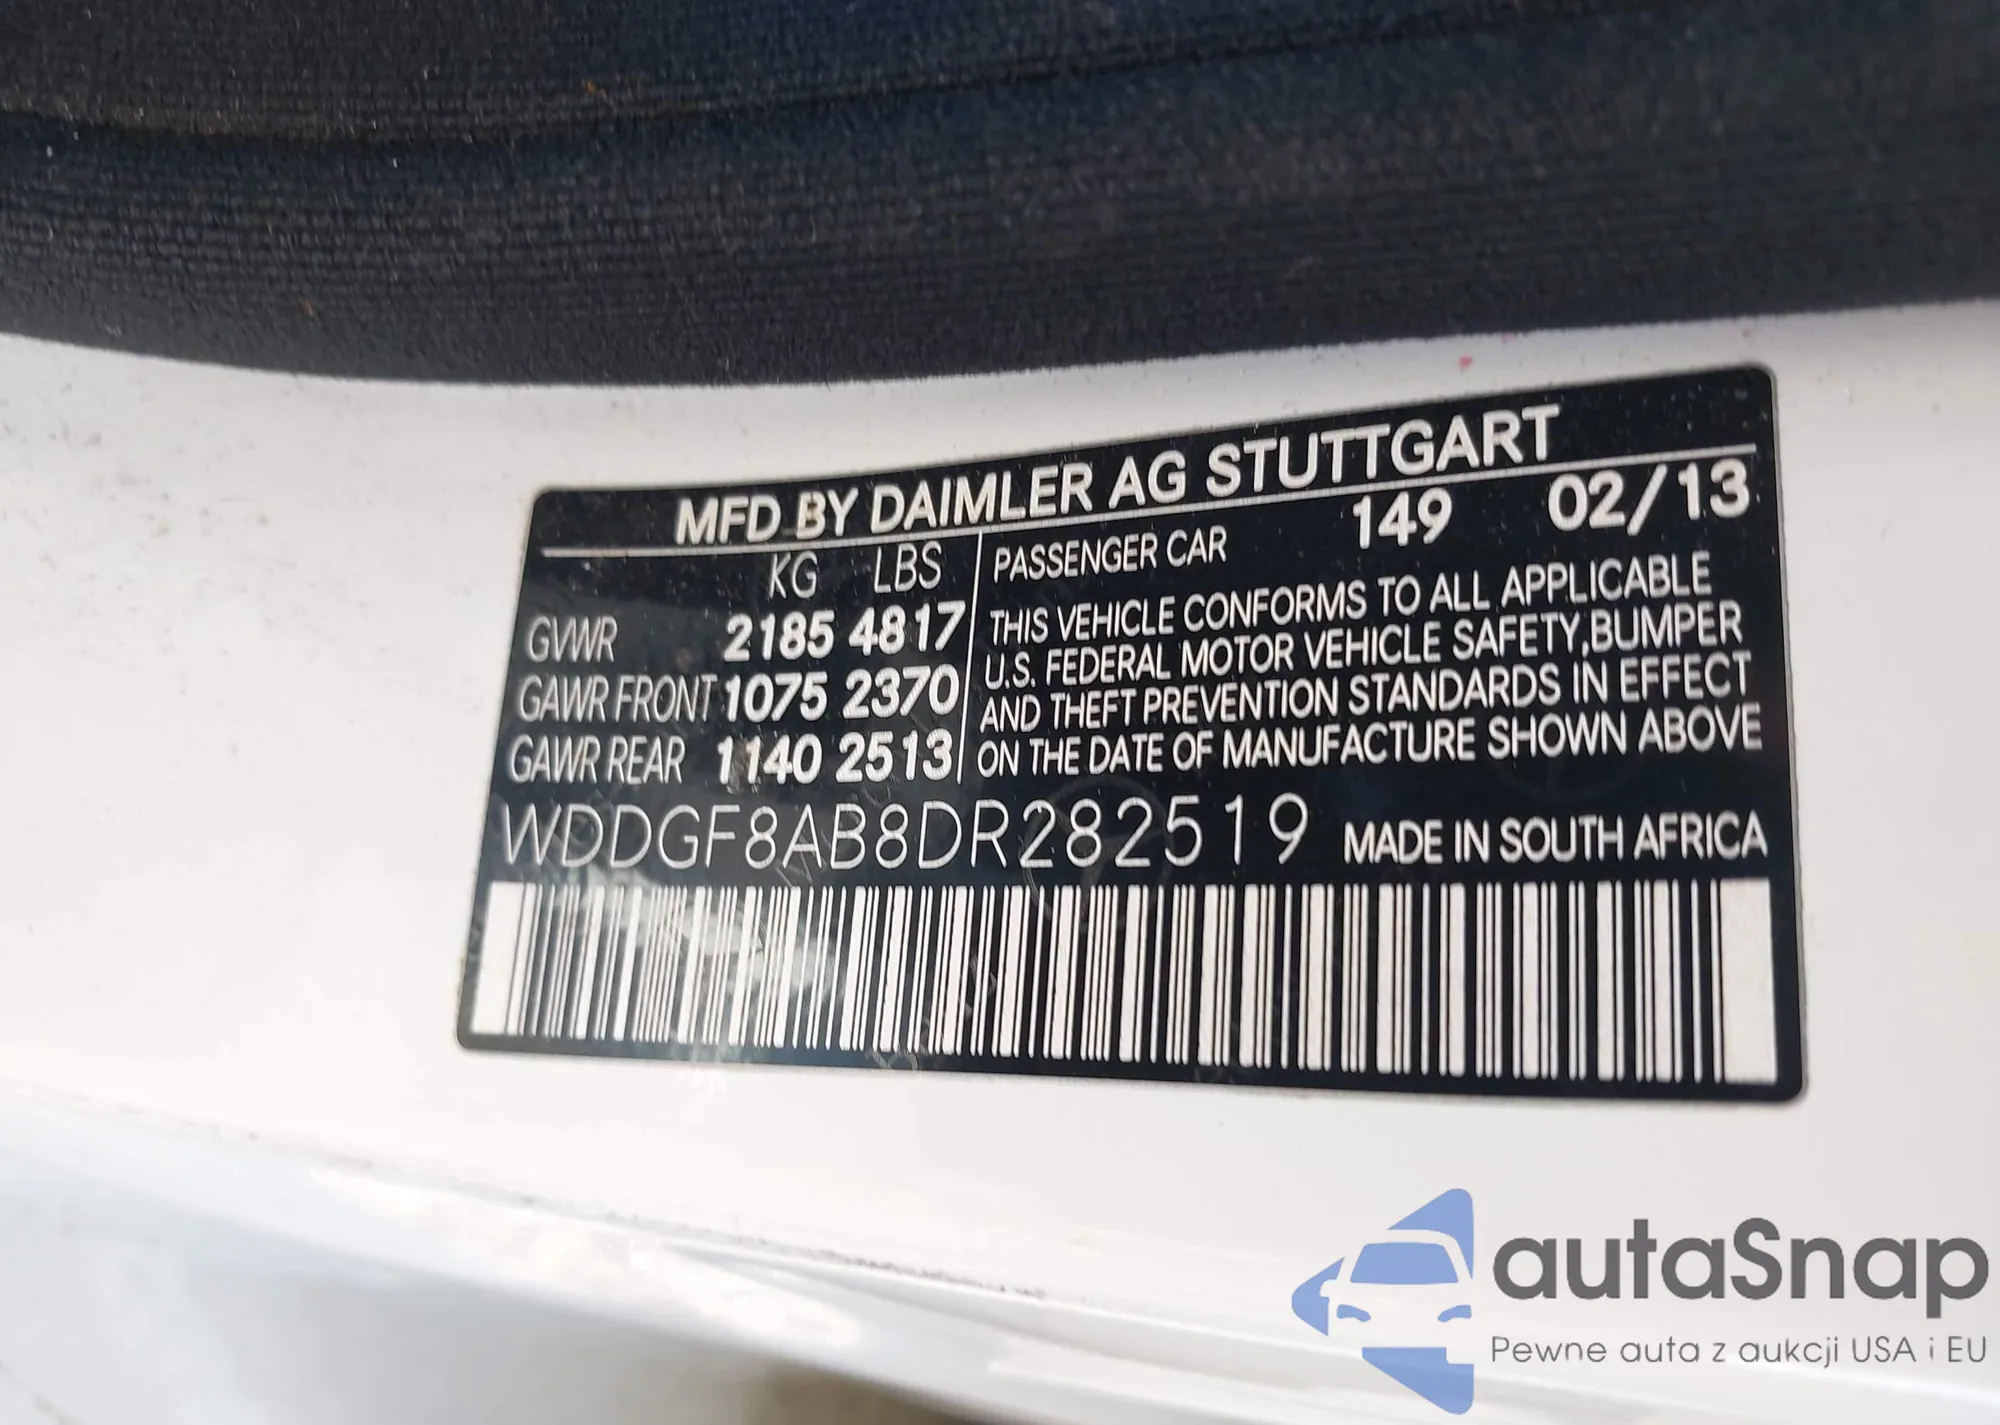 MFD BY DAIMLER AG STUTTGART
KG LBS
GVWR 2185 4817
GAWR FRONT 1075 2370
GAWR REAR 1140 2513
PASSENGER CAR 149 02/13
THIS VEHICLE CONFORMS TO ALL APPLICABLE
U.S. FEDERAL MOTOR VEHICLE SAFETY,BUMPER
AND THEFT PREVENTION STANDARDS IN EFFECT
ON THE DATE OF MANUFACTURE SHOWN ABOVE
WDDGF8AB8DR282519 MADE IN SOUTH AFRICA
autaSnap
Pewne auta z aukcji USA i EU